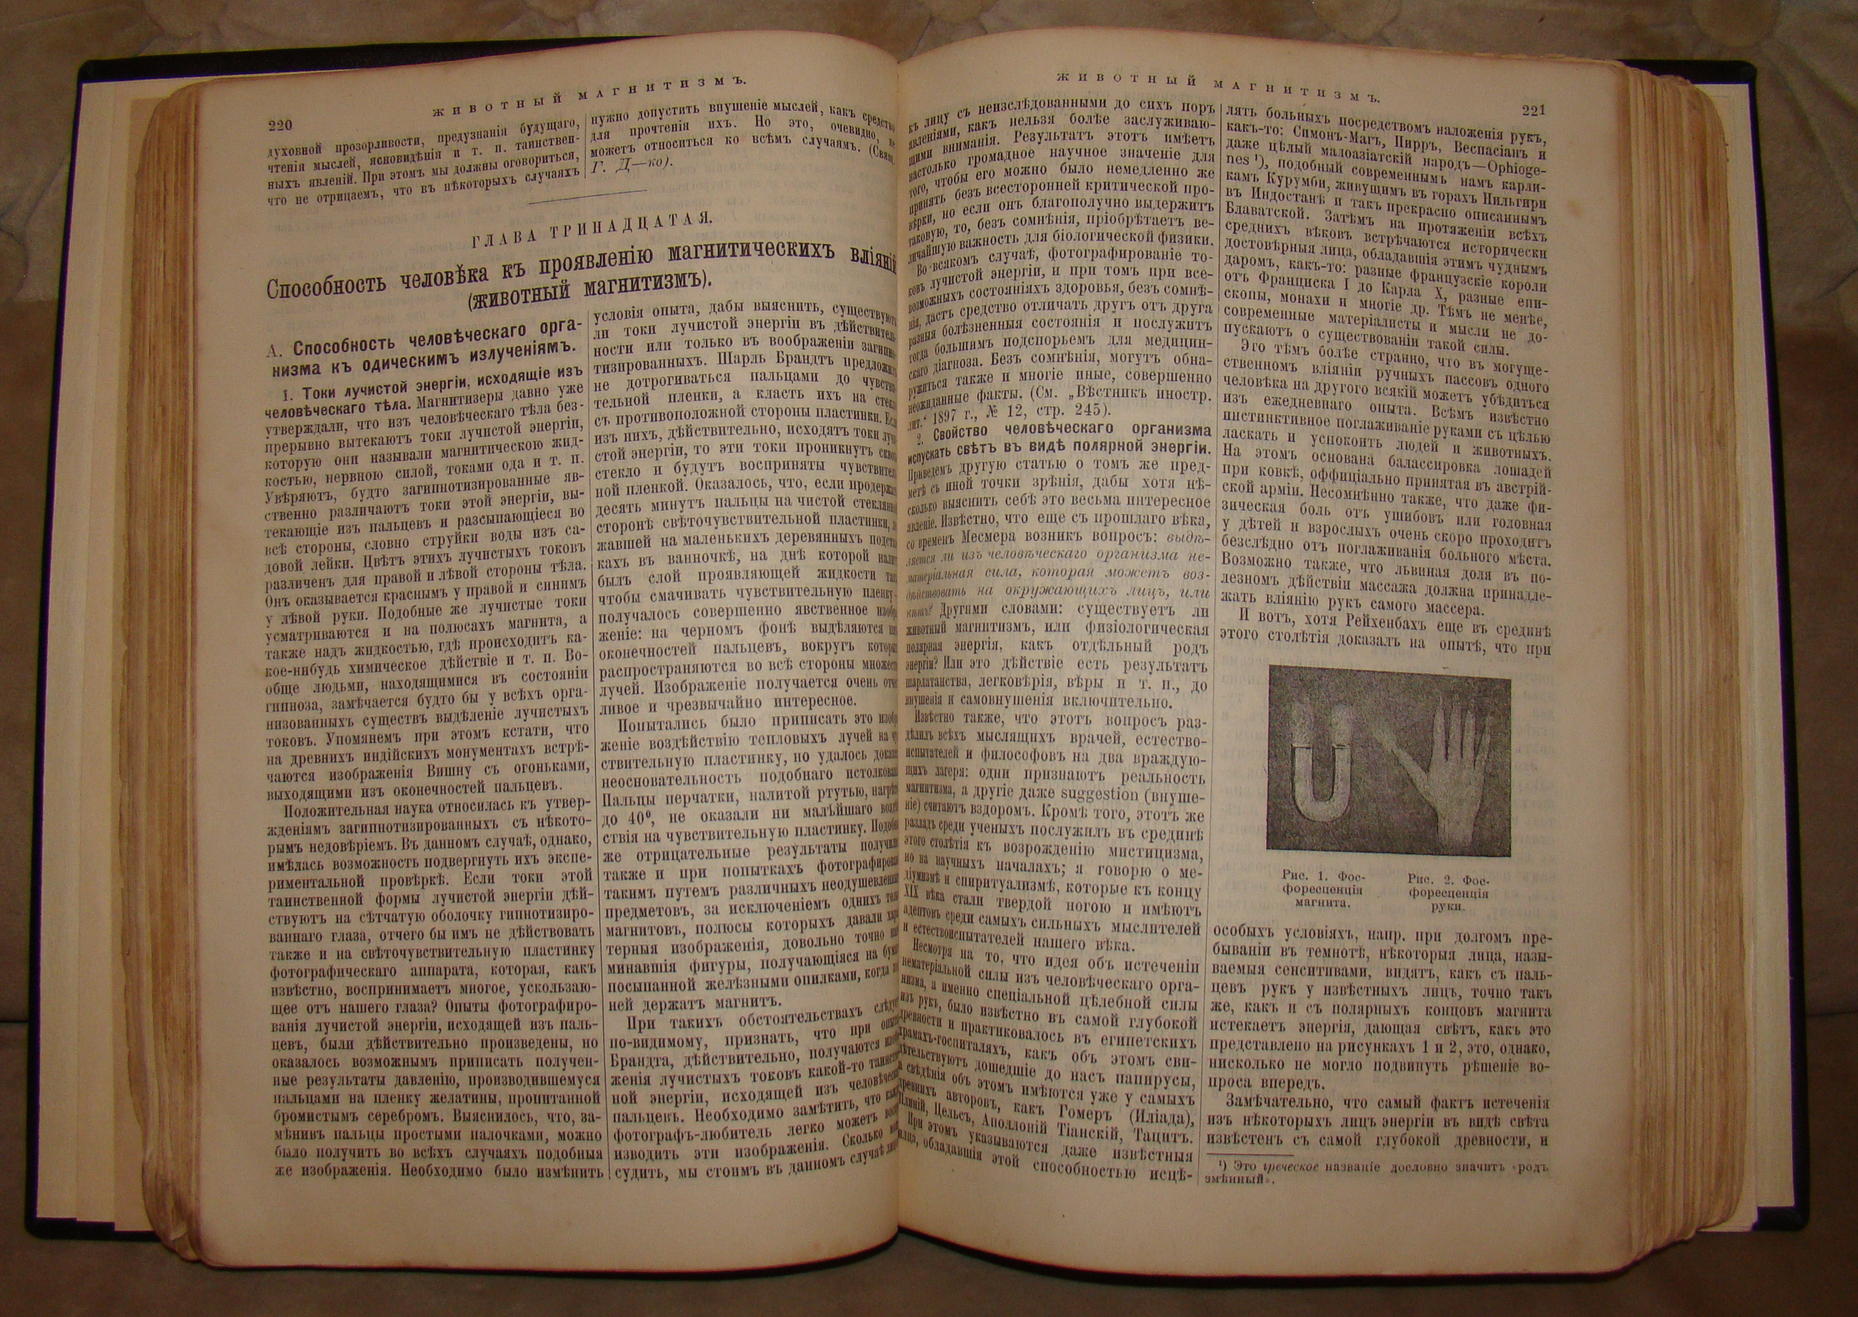 220
ЖИВОТНЫЙ МАГНИТИЗМЪ.
духовной прозорливости, предузнанія будущаго,
чтенія мыслей, ясновидѣнія и т. п. таинствен-
ныхъ явленій. При этомъ мы должны оговориться,
что не отрицаемъ, что въ нѣкоторыхъ случаяхъ
нужно допустить внушеніе мыслей, какъ средство
для прочтенія ихъ. Но это, очевидно, не
можетъ относиться ко всѣмъ случаямъ.
Г. Д—ко).
ГЛАВА ТРИНАДЦАТАЯ.
Способность человѣка къ проявленію магнитическихъ вліяній
(животный магнитизмъ).
А. Способность человѣческаго орга-
низма къ одическимъ излученіямъ.
1. Токи лучистой энергіи, исходящіе изъ
человѣческаго тѣла. Магнитизеры давно уже
утверждали, что изъ человѣческаго тѣла без-
прерывно вытекаютъ токи лучистой энергіи,
которую они называли магнитическою жид-
костью, нервною силой, токами ода и т. п.
Увѣряютъ, будто загипнотизированные яв-
ственно различаютъ токи этой энергіи, вы-
текающіе изъ пальцевъ и разсыпающіеся во
всѣ стороны, словно струйки воды изъ са-
довой лейки. Цвѣтъ этихъ лучистыхъ токовъ
различенъ для правой и лѣвой стороны тѣла.
Онъ оказывается краснымъ у правой и синимъ
у лѣвой руки. Подобные же лучистые токи
усматриваются и на полюсахъ магнита, а
также надъ жидкостью, гдѣ происходитъ ка-
кое-нибудь химическое дѣйствіе и т. п. Во-
обще людьми, находящимися въ состояніи
гипноза, замѣчается будто бы у всѣхъ орга-
низованныхъ существъ выдѣленіе лучистыхъ
токовъ. Упомянемъ при этомъ кстати, что
на древнихъ индійскихъ монументахъ встрѣ-
чаются изображенія Вишну съ огоньками,
выходящими изъ оконечностей пальцевъ.
Положительная наука относилась къ утвер-
жденіямъ загипнотизированныхъ съ нѣкото-
рымъ недовѣріемъ. Въ данномъ случаѣ, однако,
имѣлась возможность подвергнуть ихъ экспе-
риментальной провѣркѣ. Если токи этой
таинственной формы лучистой энергіи дѣй-
ствуютъ на сѣтчатую оболочку гипнотизиро-
ваннаго глаза, отчего бы имъ не дѣйствовать
также и на свѣточувствительную пластинку
фотографическаго аппарата, которая, какъ
извѣстно, воспринимаетъ многое, ускользаю-
щее отъ нашего глаза? Опыты фотографиро-
ванія лучистой энергіи, исходящей изъ паль-
цевъ, были дѣйствительно произведены, но
оказалось возможнымъ приписать получен-
ные результаты давленію, производившемуся
пальцами на пленку желатины, пропитанной
бромистымъ серебромъ. Выяснилось, что, за-
мѣнивъ пальцы простыми палочками, можно
было получить во всѣхъ случаяхъ подобныя
же изображенія. Необходимо было измѣнить
условія опыта, дабы выяснить, существуютъ
ли токи лучистой энергіи въ дѣйствитель-
ности или только въ воображеніи загипно-
тизированныхъ. Шарль Брандтъ предложилъ
не дотрогиваться пальцами до чувстви-
тельной пленки, а класть ихъ на стекло
съ противоположной стороны пластинки. Если
изъ нихъ, дѣйствительно, исходятъ токи лучи-
стой энергіи, то эти токи проникнутъ сквозь
стекло и будутъ восприняты чувствитель-
ной пленкой. Оказалось, что, если продержать
десять минутъ пальцы на чистой стеклянной
сторонѣ свѣточувствительной пластинки,
жавшей на маленькихъ деревянныхъ подстав-
кахъ въ ванночкѣ, на днѣ которой налитъ
былъ слой проявляющей жидкости такъ
чтобы смачивать чувствительную пленку
получалось совершенно явственное изобра-
женіе: на черномъ фонѣ выдѣляются
оконечностей пальцевъ, вокругъ которыхъ
распространяются во всѣ стороны множество
лучей. Изображеніе получается очень отчет-
ливое и чрезвычайно интересное.
Попытались было приписать это изобра-
женіе воздѣйствію тепловыхъ лучей на чув-
ствительную пластинку, но удалось доказать
неосновательность подобнаго истолкованія
Пальцы перчатки, налитой ртутью,
до 40°, не оказали ни малѣйшаго воздѣй-
ствія на чувствительную пластинку. Подобные
же отрицательные результаты получились
также и при попыткахъ фотографировать
такимъ путемъ различныхъ неодушевленныхъ
предметовъ, за исключеніемъ однихъ только
магнитовъ, полюсы которыхъ давали харак-
терныя изображенія, довольно точно напо-
минавшія фигуры, получающіяся на бумагѣ
посыпанной желѣзными опилками, когда подъ
ней держатъ магнитъ.
При такихъ обстоятельствахъ слѣдуетъ
по-видимому, признать, что при опытахъ
Брандта, дѣйствительно, получаются изобра-
женія лучистыхъ токовъ какой-то таинствен-
ной энергіи, исходящей изъ человѣческихъ
пальцевъ. Необходимо замѣтить, что каждый
фотографъ-любитель легко можетъ воспро-
изводить эти изображенія. Сколько можно
судить, мы стоимъ въ данномъ случаѣ лицомъ
ЖИВОТНЫЙ МАГНИТИЗМЪ.
221
къ лицу съ неизслѣдованными до сихъ поръ
явленіями, какъ нельзя болѣе заслуживаю-
щими вниманія. Результатъ этотъ имѣетъ
настолько громадное научное значеніе для
того, чтобы его можно было немедленно же
принять безъ всесторонней критической про-
вѣрки, но если онъ благополучно выдержитъ
таковую, то, безъ сомнѣнія, пріобрѣтаетъ ве-
личайшую важность для біологической физики.
Во всякомъ случаѣ, фотографированіе то-
ковъ лучистой энергіи, и при томъ при все-
возможныхъ состояніяхъ здоровья, безъ сомнѣ-
нія, дастъ средство отличать другъ отъ друга
разныя болѣзненныя состоянія и послужитъ
тогда большимъ подспорьемъ для медицин-
скаго діагноза. Безъ сомнѣнія, могутъ обна-
ружиться также и многіе иные, совершенно
неожиданные факты. (См. „Вѣстникъ иностр.
лит.“ 1897 г., № 12, стр. 245).
2. Свойство человѣческаго организма
испускать свѣтъ въ видѣ полярной энергіи.
Приведемъ другую статью о томъ же пред-
метѣ съ иной точки зрѣнія, дабы хотя нѣ-
сколько выяснить себѣ это весьма интересное
явленіе. Извѣстно, что еще съ прошлаго вѣка,
со временъ Месмера возникъ вопросъ: выдѣ-
ляется ли изъ человѣческаго организма не-
матеріальная сила, которая можетъ воз-
дѣйствовать на окружающихъ лицъ, или
нѣтъ? Другими словами: существуетъ ли
животный магнитизмъ, или физіологическая
полярная энергія, какъ отдѣльный родъ
энергіи? Или это дѣйствіе есть результатъ
шарлатанства, легковѣрія, вѣры и т. п., до
внушенія и самовнушенія включительно.
Извѣстно также, что этотъ вопросъ раз-
дѣлилъ всѣхъ мыслящихъ врачей, естество-
испытателей и философовъ на два враждую-
щихъ лагеря: одни признаютъ реальность
магнитизма, а другіе даже suggestion (внуше-
ніе) считаютъ вздоромъ. Кромѣ того, этотъ же
разладъ среди ученыхъ послужилъ въ срединѣ
этого столѣтія къ возрожденію мистицизма,
но на научныхъ началахъ; я говорю о ме-
діумизмѣ и спиритуализмѣ, которые къ концу
XIX вѣка стали твердой ногою и имѣютъ
адептовъ среди самыхъ сильныхъ мыслителей
и естествоиспытателей нашего вѣка.
Несмотря на то, что идея объ истеченіи
нематеріальной силы изъ человѣческаго орга-
низма, а именно спеціальной цѣлебной силы
изъ рукъ, было извѣстно въ самой глубокой
древности и практиковалось въ египетскихъ
храмахъ-госпиталяхъ, какъ объ этомъ сви-
дѣтельствуютъ дошедшіе до насъ папирусы,
и свѣдѣнія объ этомъ имѣются уже у самыхъ
древнихъ авторовъ, какъ Гомеръ (Иліада),
Плиній, Цельсъ, Аполлоній Тіанскій, Тацитъ.
При этомъ указываются даже извѣстныя
лица, обладавшія этой способностью исцѣ-
лять больныхъ посредствомъ наложенія рукъ,
какъ-то: Симонъ-Магъ, Пирръ, Веспасіанъ и
даже цѣлый малоазіатскій народъ—Ophioge-
nes ¹), подобный современнымъ намъ карли-
камъ Курумби, живущимъ въ горахъ Нильгири
въ Индостанѣ и такъ прекрасно описаннымъ
Блаватской. Затѣмъ на протяженіи всѣхъ
среднихъ вѣковъ встрѣчаются исторически
достовѣрныя лица, обладавшія этимъ чуднымъ
даромъ, какъ-то: разные французскіе короли
отъ Франциска I до Карла X, разные епи-
скопы, монахи и многіе др. Тѣмъ не менѣе,
современные матеріалисты и мысли не до-
пускаютъ о существованіи такой силы.
Это тѣмъ болѣе странно, что въ могуще-
ственномъ вліяніи ручныхъ пассовъ одного
человѣка на другого всякій можетъ убѣдиться
изъ ежедневнаго опыта. Всѣмъ извѣстно
инстинктивное поглаживаніе руками съ цѣлью
ласкать и успокоить людей и животныхъ.
На этомъ основана балассировка лошадей
при ковкѣ, оффиціально принятая въ австрій-
ской арміи. Несомнѣнно также, что даже фи-
зическая боль отъ ушибовъ или головная
у дѣтей и взрослыхъ очень скоро проходитъ
безслѣдно отъ поглаживанія больного мѣста.
Возможно также, что львиная доля въ по-
лезномъ дѣйствіи массажа должна принадле-
жать вліянію рукъ самого массера.
И вотъ, хотя Рейхенбахъ еще въ срединѣ
этого столѣтія доказалъ на опытѣ, что при
Рис. 1. Фос-
форесценція
магнита.
Рис. 2. Фос-
форесценція
руки.
особыхъ условіяхъ, напр. при долгомъ пре-
бываніи въ темнотѣ, нѣкоторыя лица, назы-
ваемыя сенситивами, видятъ, какъ съ паль-
цевъ рукъ у извѣстныхъ лицъ, точно такъ
же, какъ и съ полярныхъ концовъ магнита
истекаетъ энергія, дающая свѣтъ, какъ это
представлено на рисункахъ 1 и 2, это, однако,
нисколько не могло подвинуть рѣшеніе во-
проса впередъ.
Замѣчательно, что самый фактъ истеченія
изъ нѣкоторыхъ лицъ энергіи въ видѣ свѣта
извѣстенъ съ самой глубокой древности, и
¹) Это греческое названіе дословно значитъ «родъ
змѣиный».